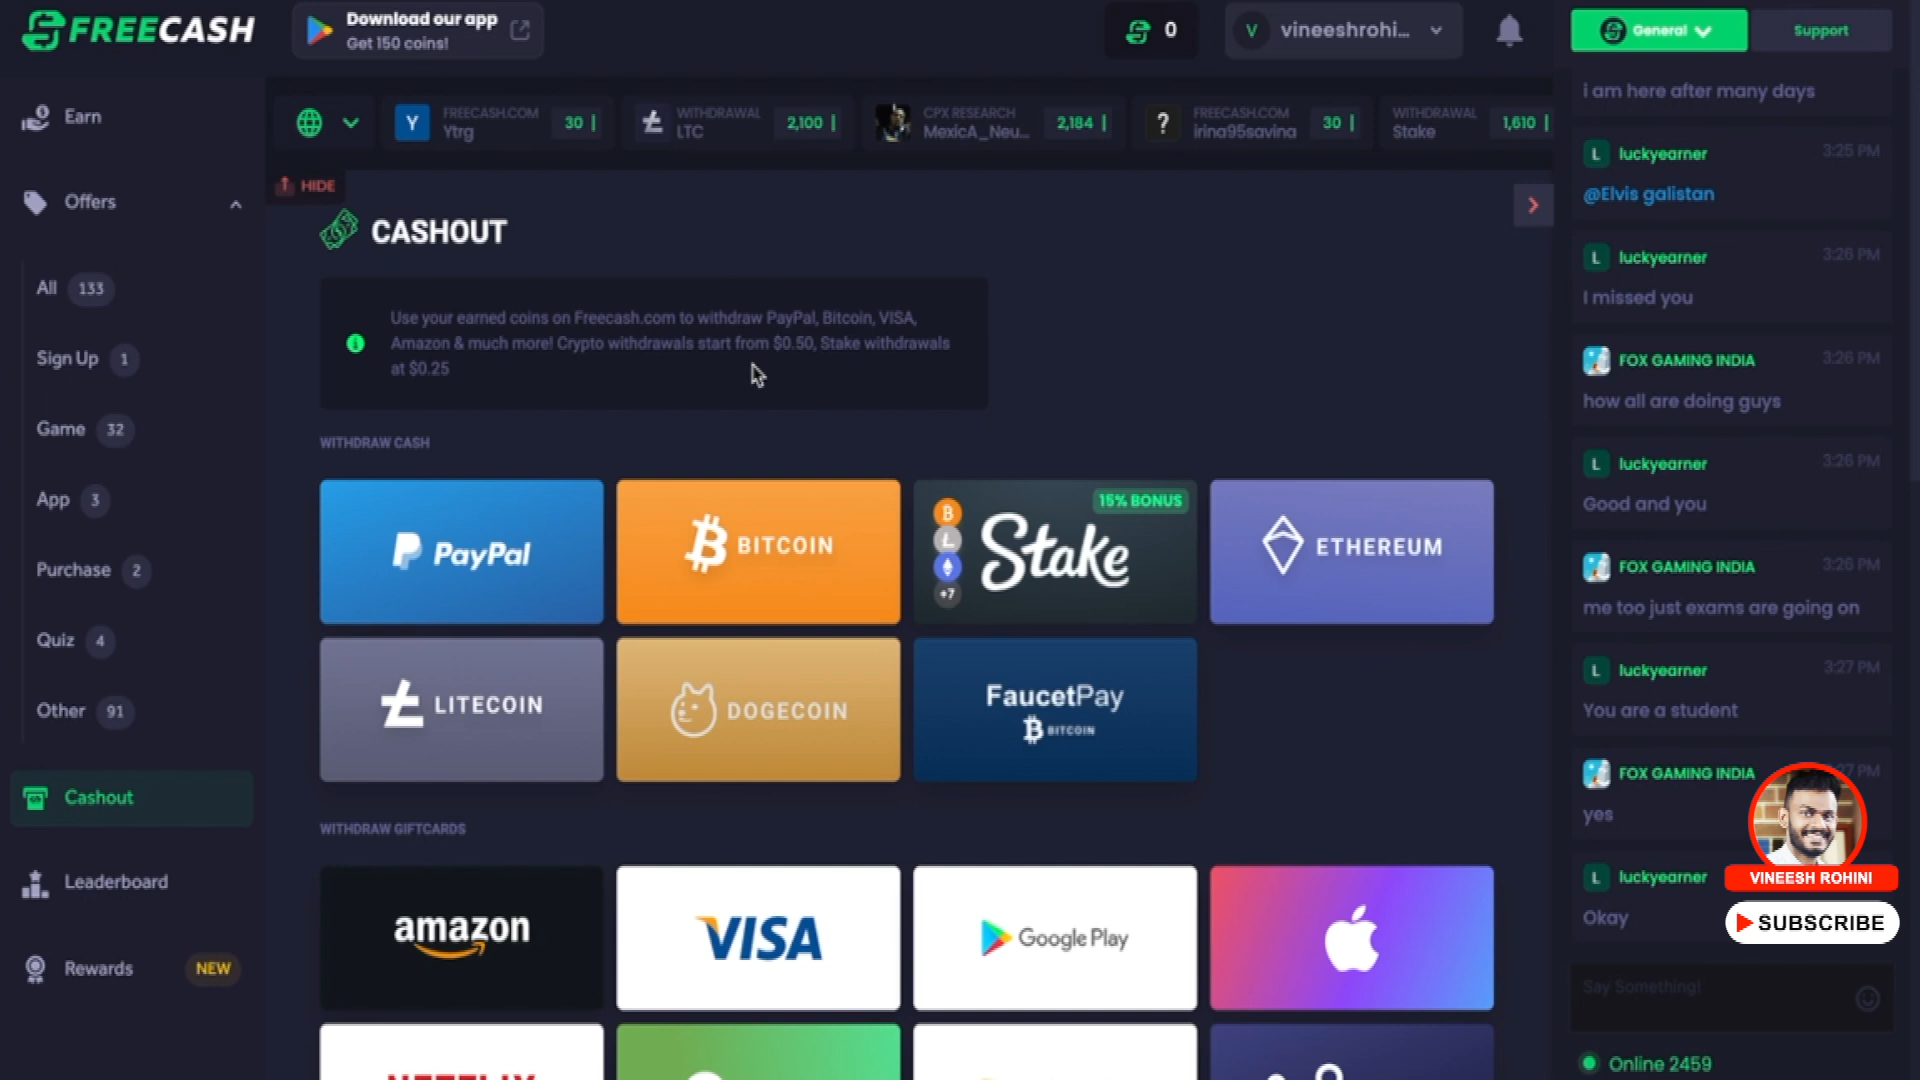 FREECASH
Download our app
Get 150 coins!
0
V
vineeshrohi...
General
Support
Earn
Offers
All 133
Sign Up 1
Game 32
App 3
Purchase 2
Quiz 4
Other 91
Cashout
Leaderboard
Rewards NEW
Y
FREECASH.COM
Ytrg
30
WITHDRAWAL
LTC
2,100
CPX RESEARCH
MexicA_Neu...
2,184
?
FREECASH.COM
irina95savina
30
WITHDRAWAL
Stake
1,610
HIDE
CASHOUT
Use your earned coins on Freecash.com to withdraw PayPal, Bitcoin, VISA,
Amazon & much more! Crypto withdrawals start from $0.50, Stake withdrawals
at $0.25
WITHDRAW CASH
PayPal
BITCOIN
15% BONUS
Stake
+7
ETHEREUM
LITECOIN
DOGECOIN
FaucetPay
BITCOIN
WITHDRAW GIFTCARDS
amazon
VISA
Google Play
NETFLIX
i am here after many days
L luckyearner 3:25 PM
@Elvis galistan
L luckyearner 3:26 PM
I missed you
FOX GAMING INDIA 3:26 PM
how all are doing guys
L luckyearner 3:26 PM
Good and you
FOX GAMING INDIA 3:26 PM
me too just exams are going on
L luckyearner 3:27 PM
You are a student
FOX GAMING INDIA 3:27 PM
yes
L luckyearner
Okay
VINEESH ROHINI
SUBSCRIBE
Say Something!
Online 2459